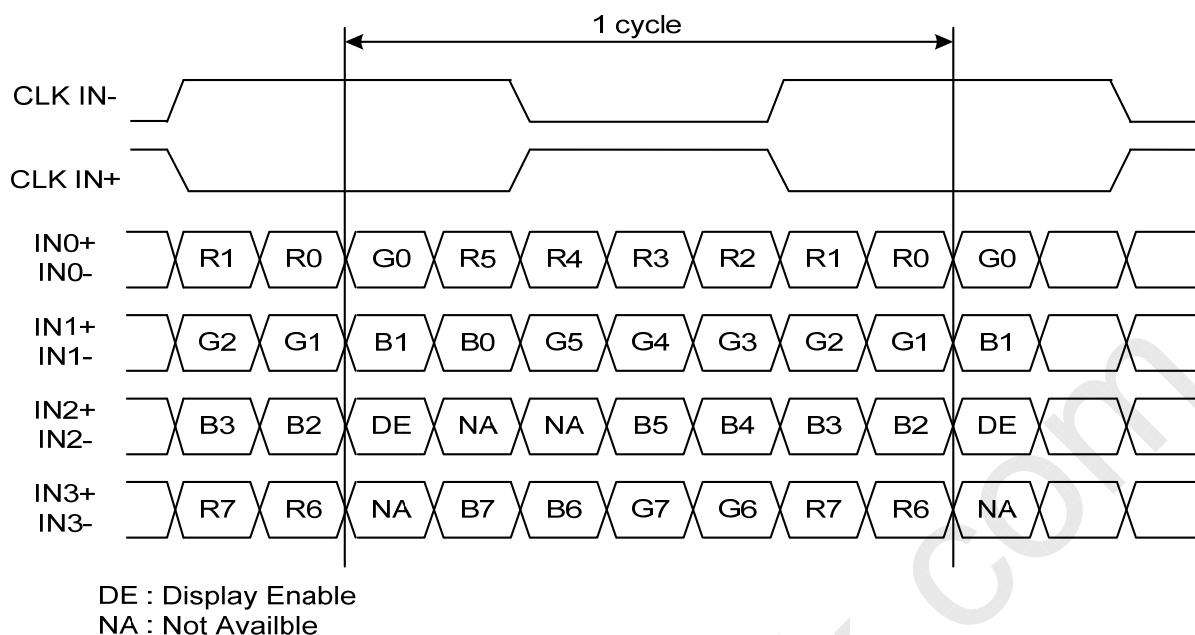 1 cycle
CLK IN-
CLK IN+
IN0+
IN0-
R1 R0 G0 R5 R4 R3 R2 R1 R0 G0
IN1+
IN1-
G2 G1 B1 B0 G5 G4 G3 G2 G1 B1
IN2+
IN2-
B3 B2 DE NA NA B5 B4 B3 B2 DE
IN3+
IN3-
R7 R6 NA B7 B6 G7 G6 R7 R6 NA
DE : Display Enable
NA : Not Availble
com